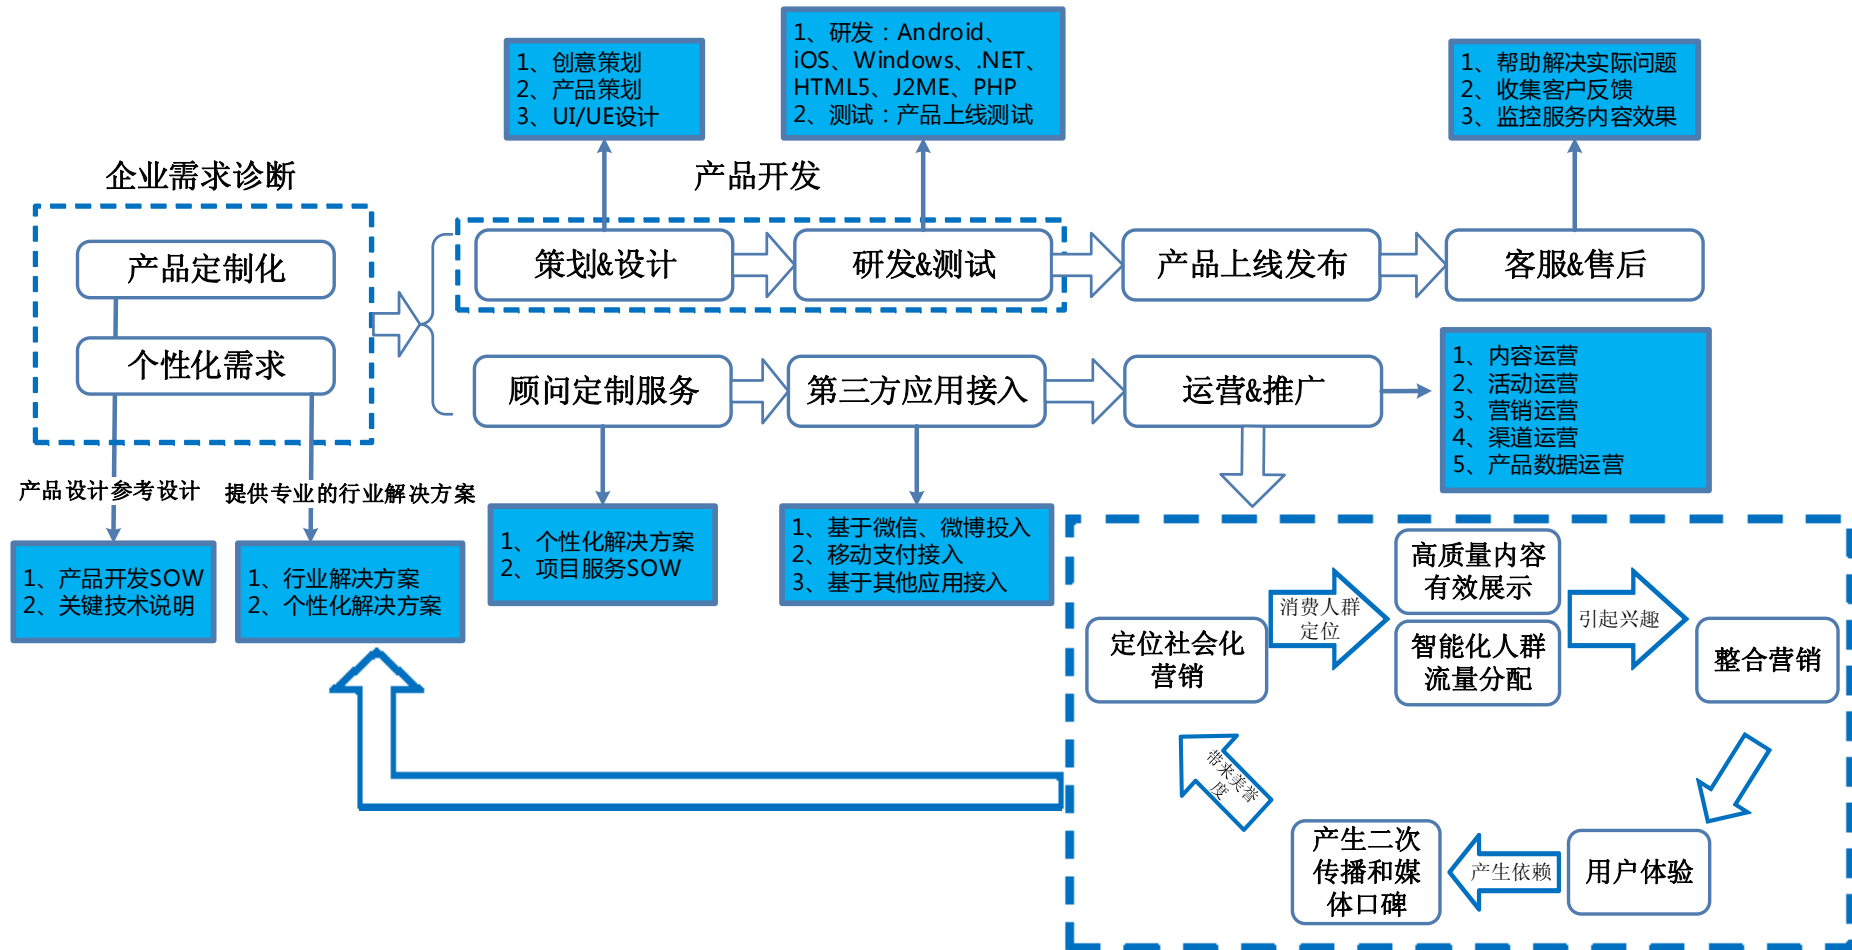 1、创意策划
2、产品策划
3、UI/UE设计
1、研发：Android、
iOS、Windows、.NET、
HTML5、J2ME、PHP
2、测试：产品上线测试
1、帮助解决实际问题
2、收集客户反馈
3、监控服务内容效果
企业需求诊断
产品开发
产品定制化
个性化需求
策划&设计
研发&测试
产品上线发布
客服&售后
顾问定制服务
第三方应用接入
运营&推广
1、内容运营
2、活动运营
3、营销运营
4、渠道运营
5、产品数据运营
产品设计参考设计
提供专业的行业解决方案
1、产品开发SOW
2、关键技术说明
1、行业解决方案
2、个性化解决方案
1、个性化解决方案
2、项目服务SOW
1、基于微信、微博投入
2、移动支付接入
3、基于其他应用接入
定位社会化
营销
消费人群
定位
高质量内容
有效展示
智能化人群
流量分配
引起兴趣
整合营销
用户体验
产生依赖
产生二次
传播和媒
体口碑
带来美誉
度